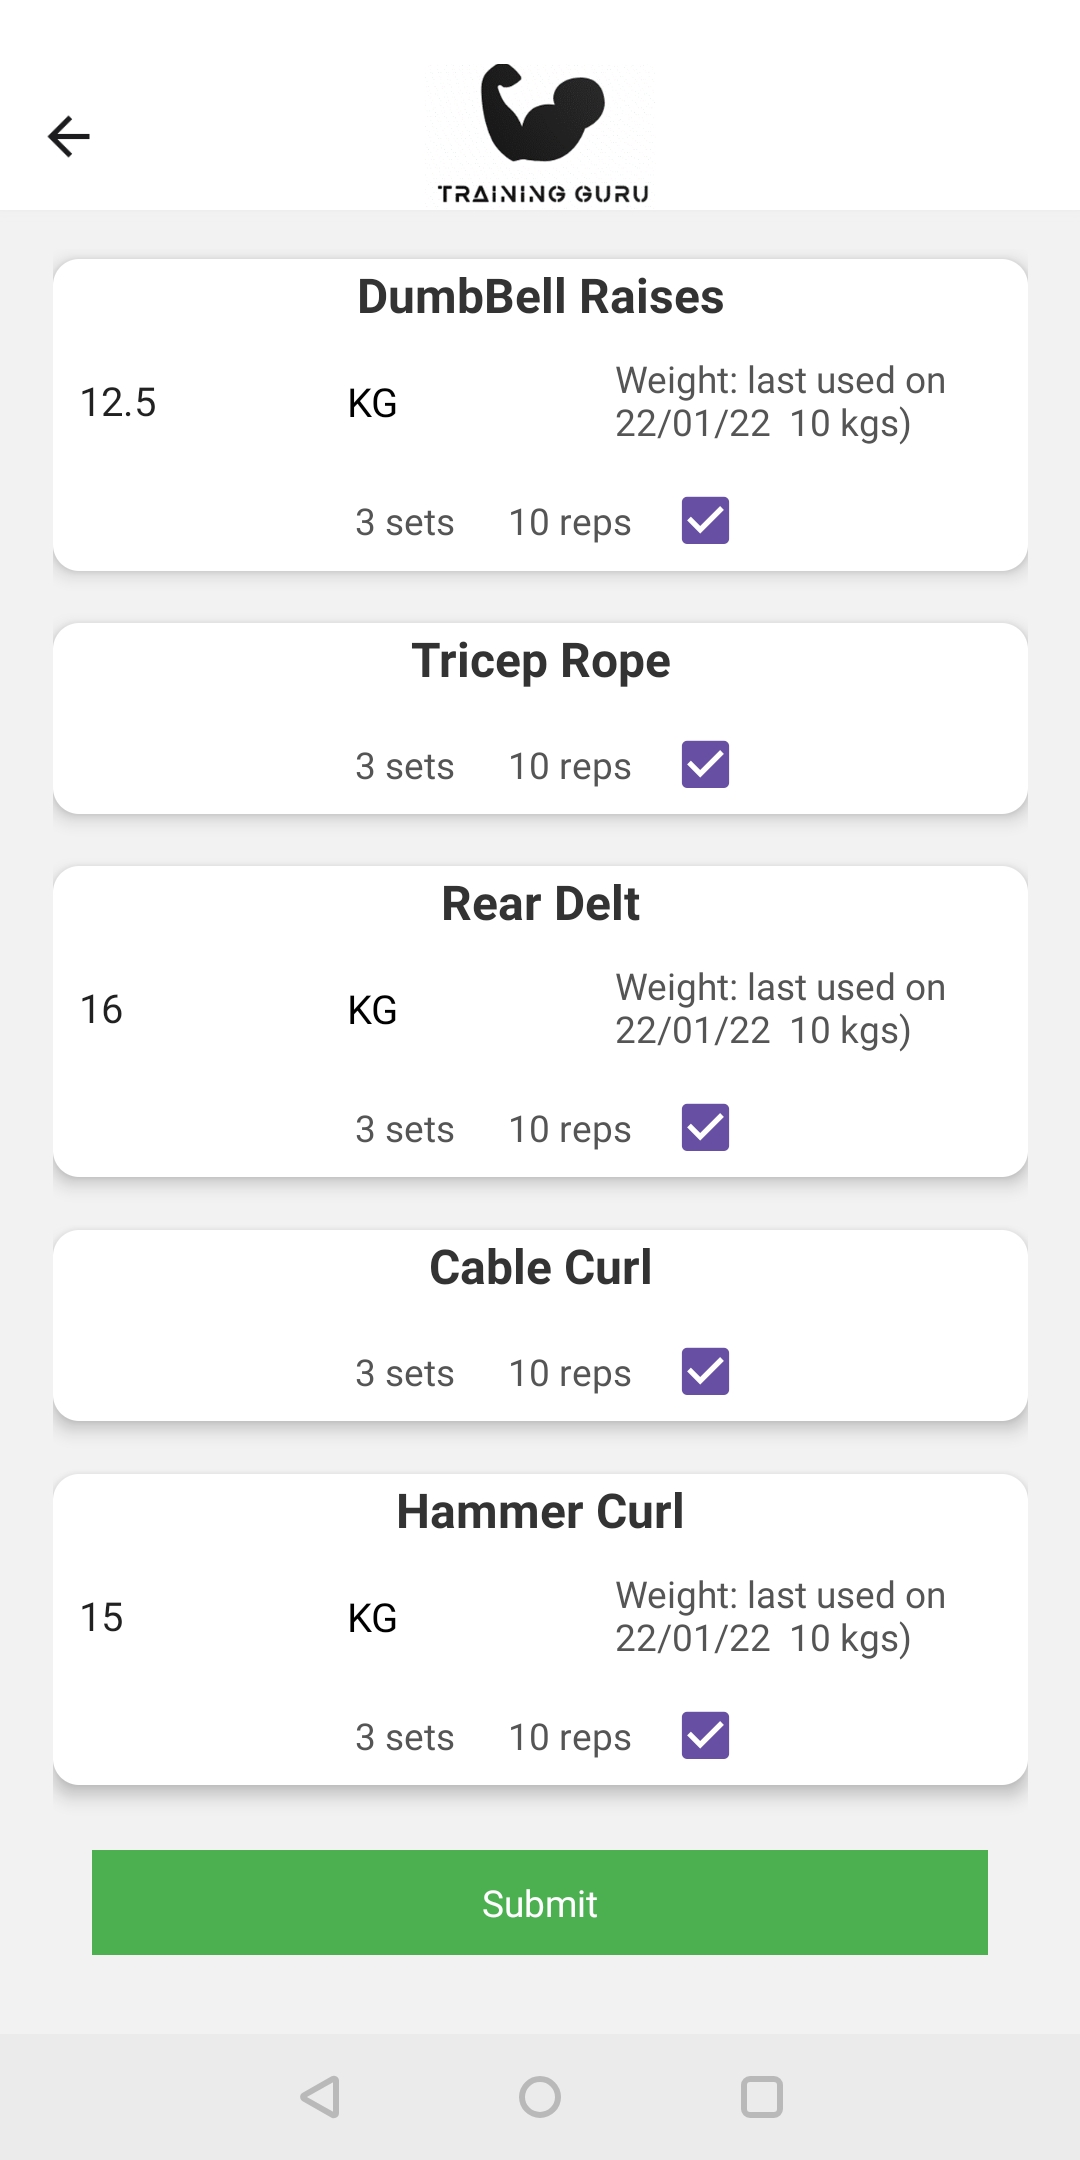 TRAINING GURU
DumbBell Raises
12.5 KG Weight: last used on
22/01/22  10 kgs)
3 sets 10 reps
Tricep Rope
3 sets 10 reps
Rear Delt
16 KG Weight: last used on
22/01/22  10 kgs)
3 sets 10 reps
Cable Curl
3 sets 10 reps
Hammer Curl
15 KG Weight: last used on
22/01/22  10 kgs)
3 sets 10 reps
Submit